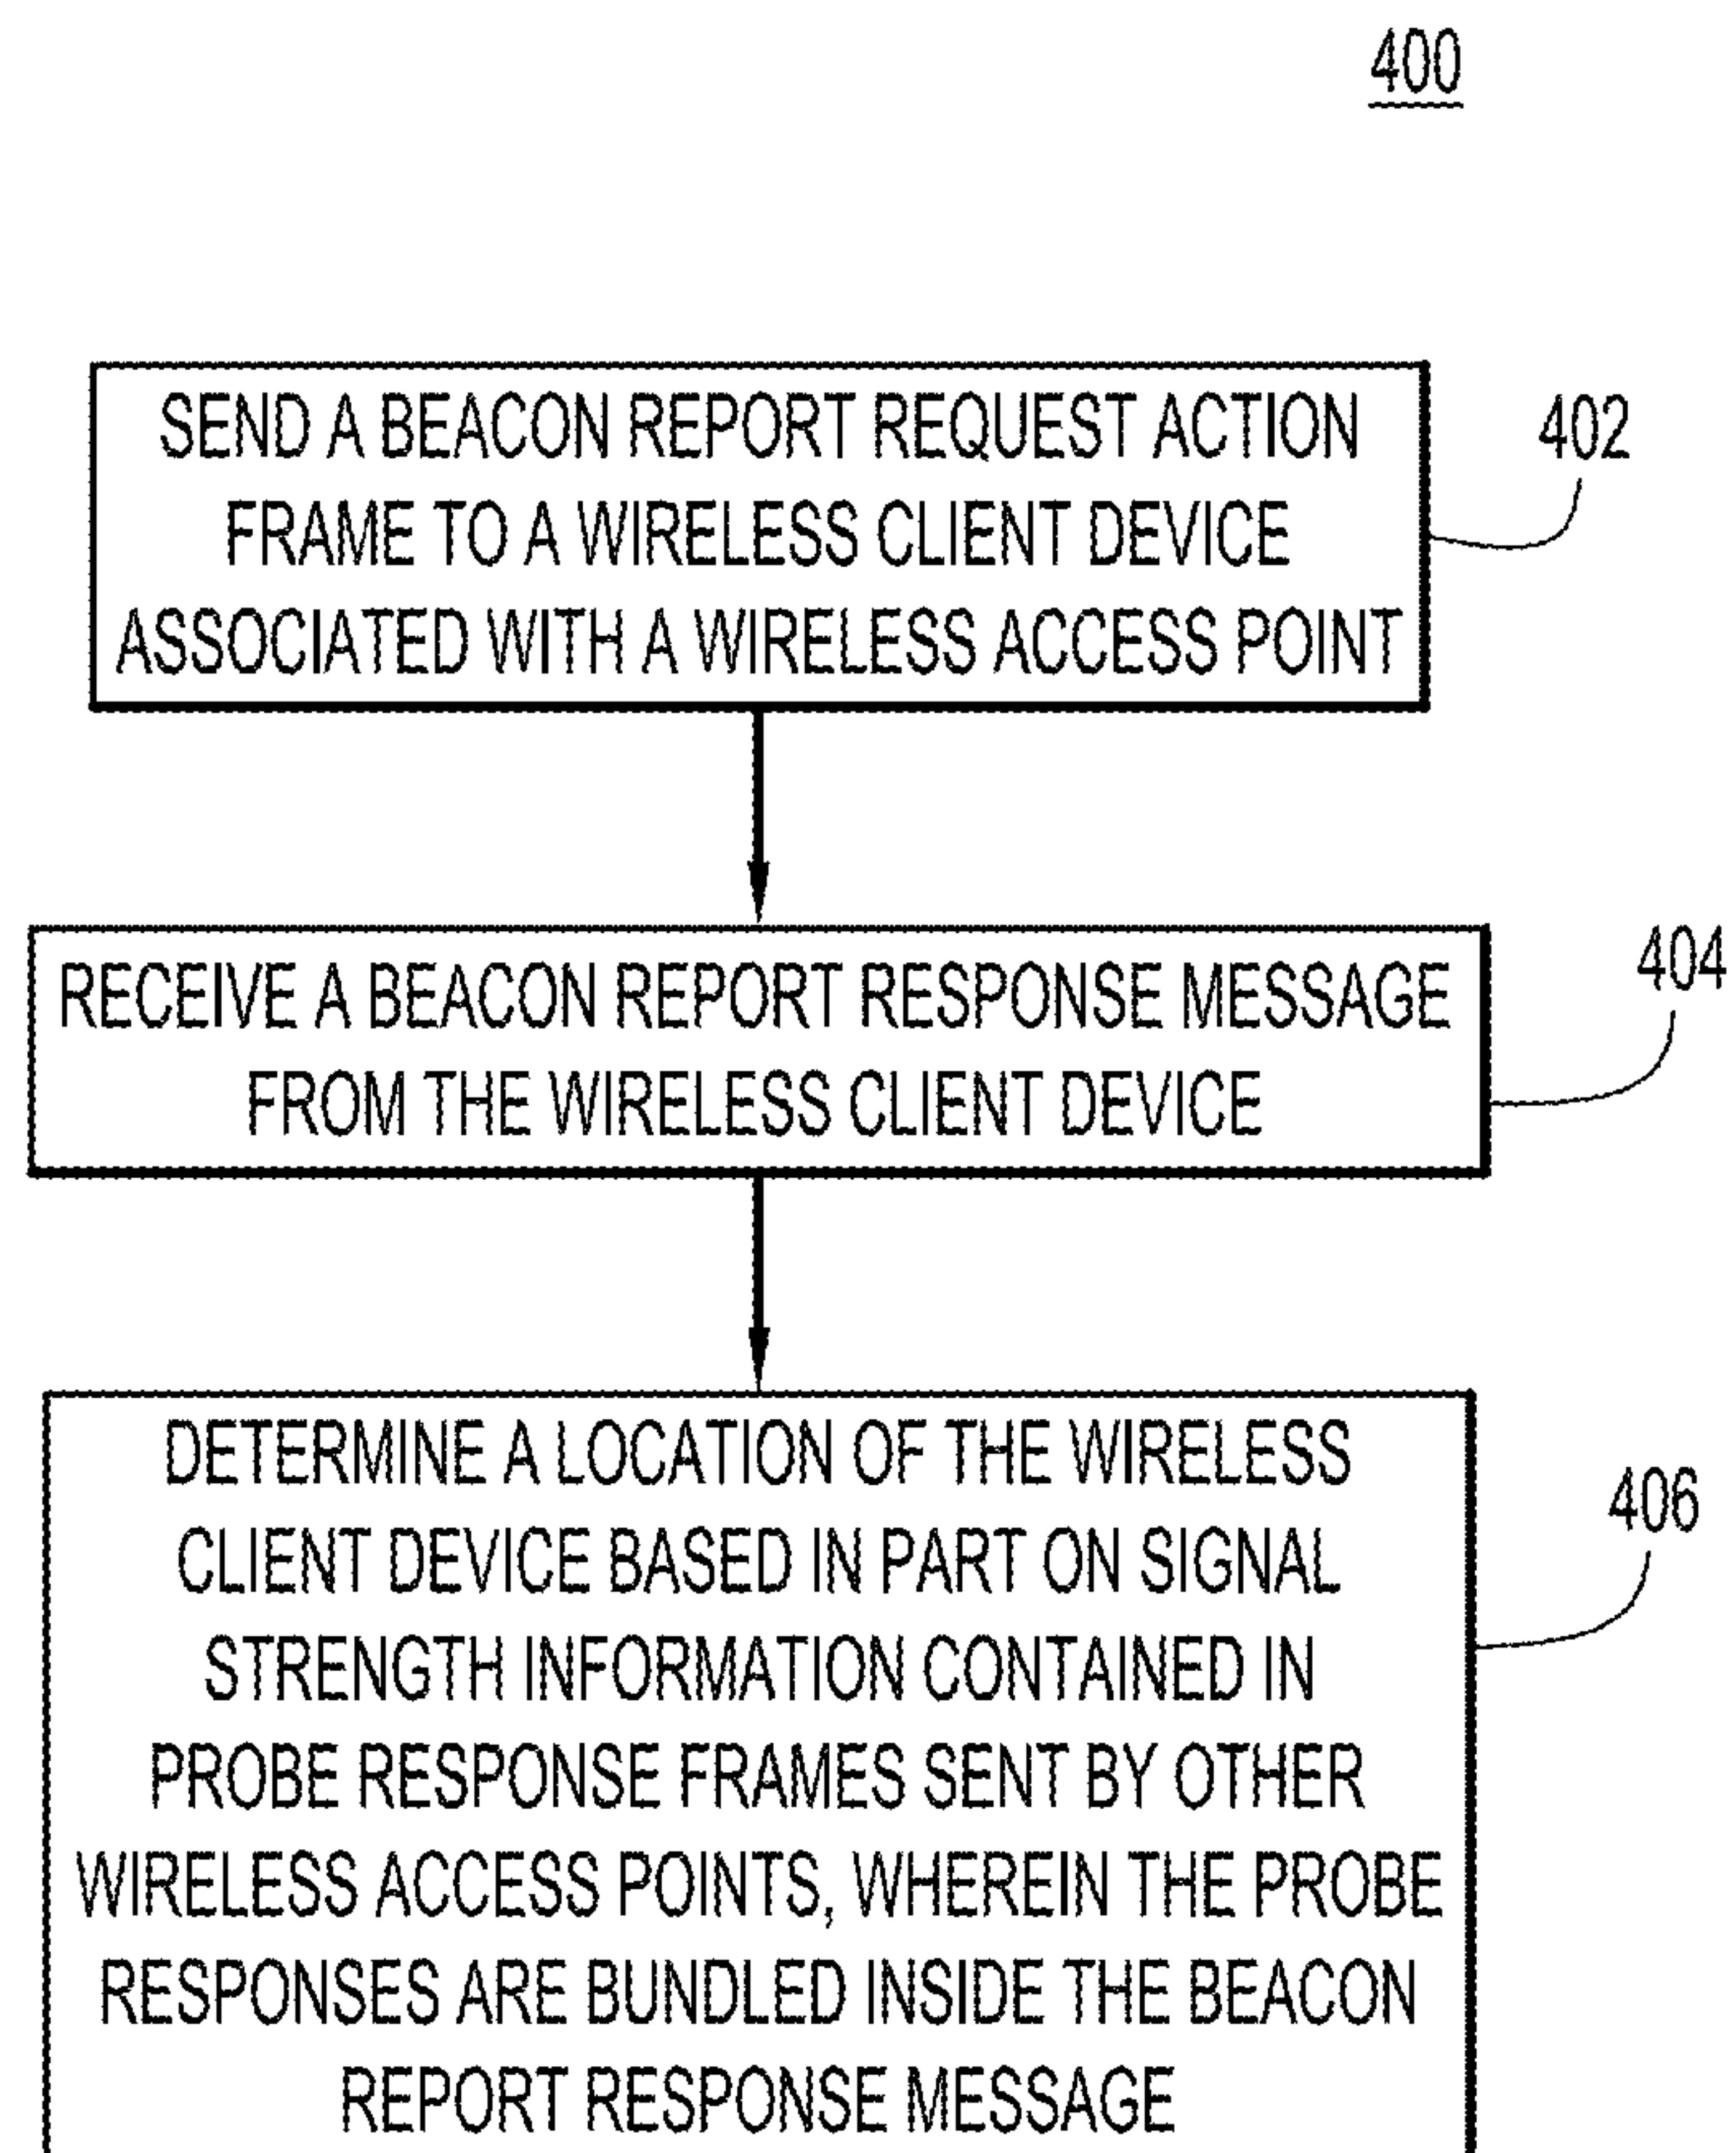 400
SEND A BEACON REPORT REQUEST ACTION
FRAME TO A WIRELESS CLIENT DEVICE
ASSOCIATED WITH A WIRELESS ACCESS POINT
402
RECEIVE A BEACON REPORT RESPONSE MESSAGE
FROM THE WIRELESS CLIENT DEVICE
404
DETERMINE A LOCATION OF THE WIRELESS
CLIENT DEVICE BASED IN PART ON SIGNAL
STRENGTH INFORMATION CONTAINED IN
PROBE RESPONSE FRAMES SENT BY OTHER
WIRELESS ACCESS POINTS, WHEREIN THE PROBE
RESPONSES ARE BUNDLED INSIDE THE BEACON
REPORT RESPONSE MESSAGE
406